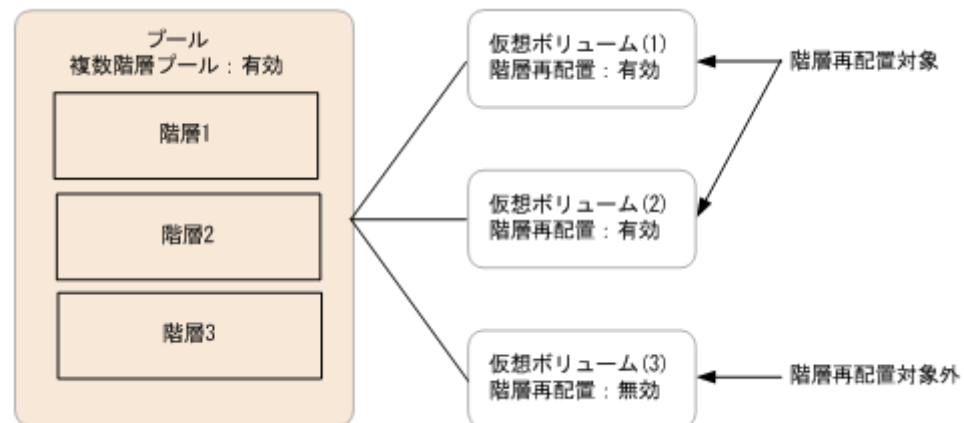 プール
複数階層プール：有効
階層1
階層2
階層3
仮想ボリューム(1)
階層再配置：有効
階層再配置対象
仮想ボリューム(2)
階層再配置：有効
仮想ボリューム(3)
階層再配置：無効
階層再配置対象外